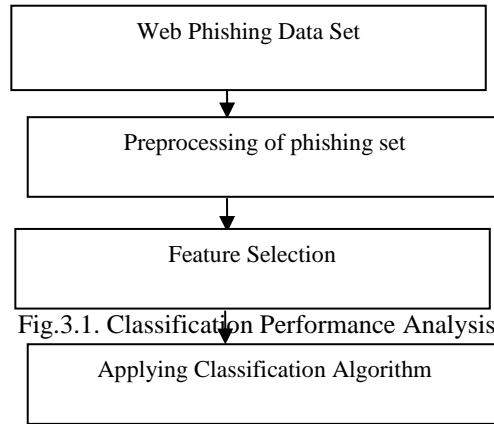 Web Phishing Data Set
Preprocessing of phishing set
Feature Selection
Fig.3.1. Classification Performance Analysis
Applying Classification Algorithm